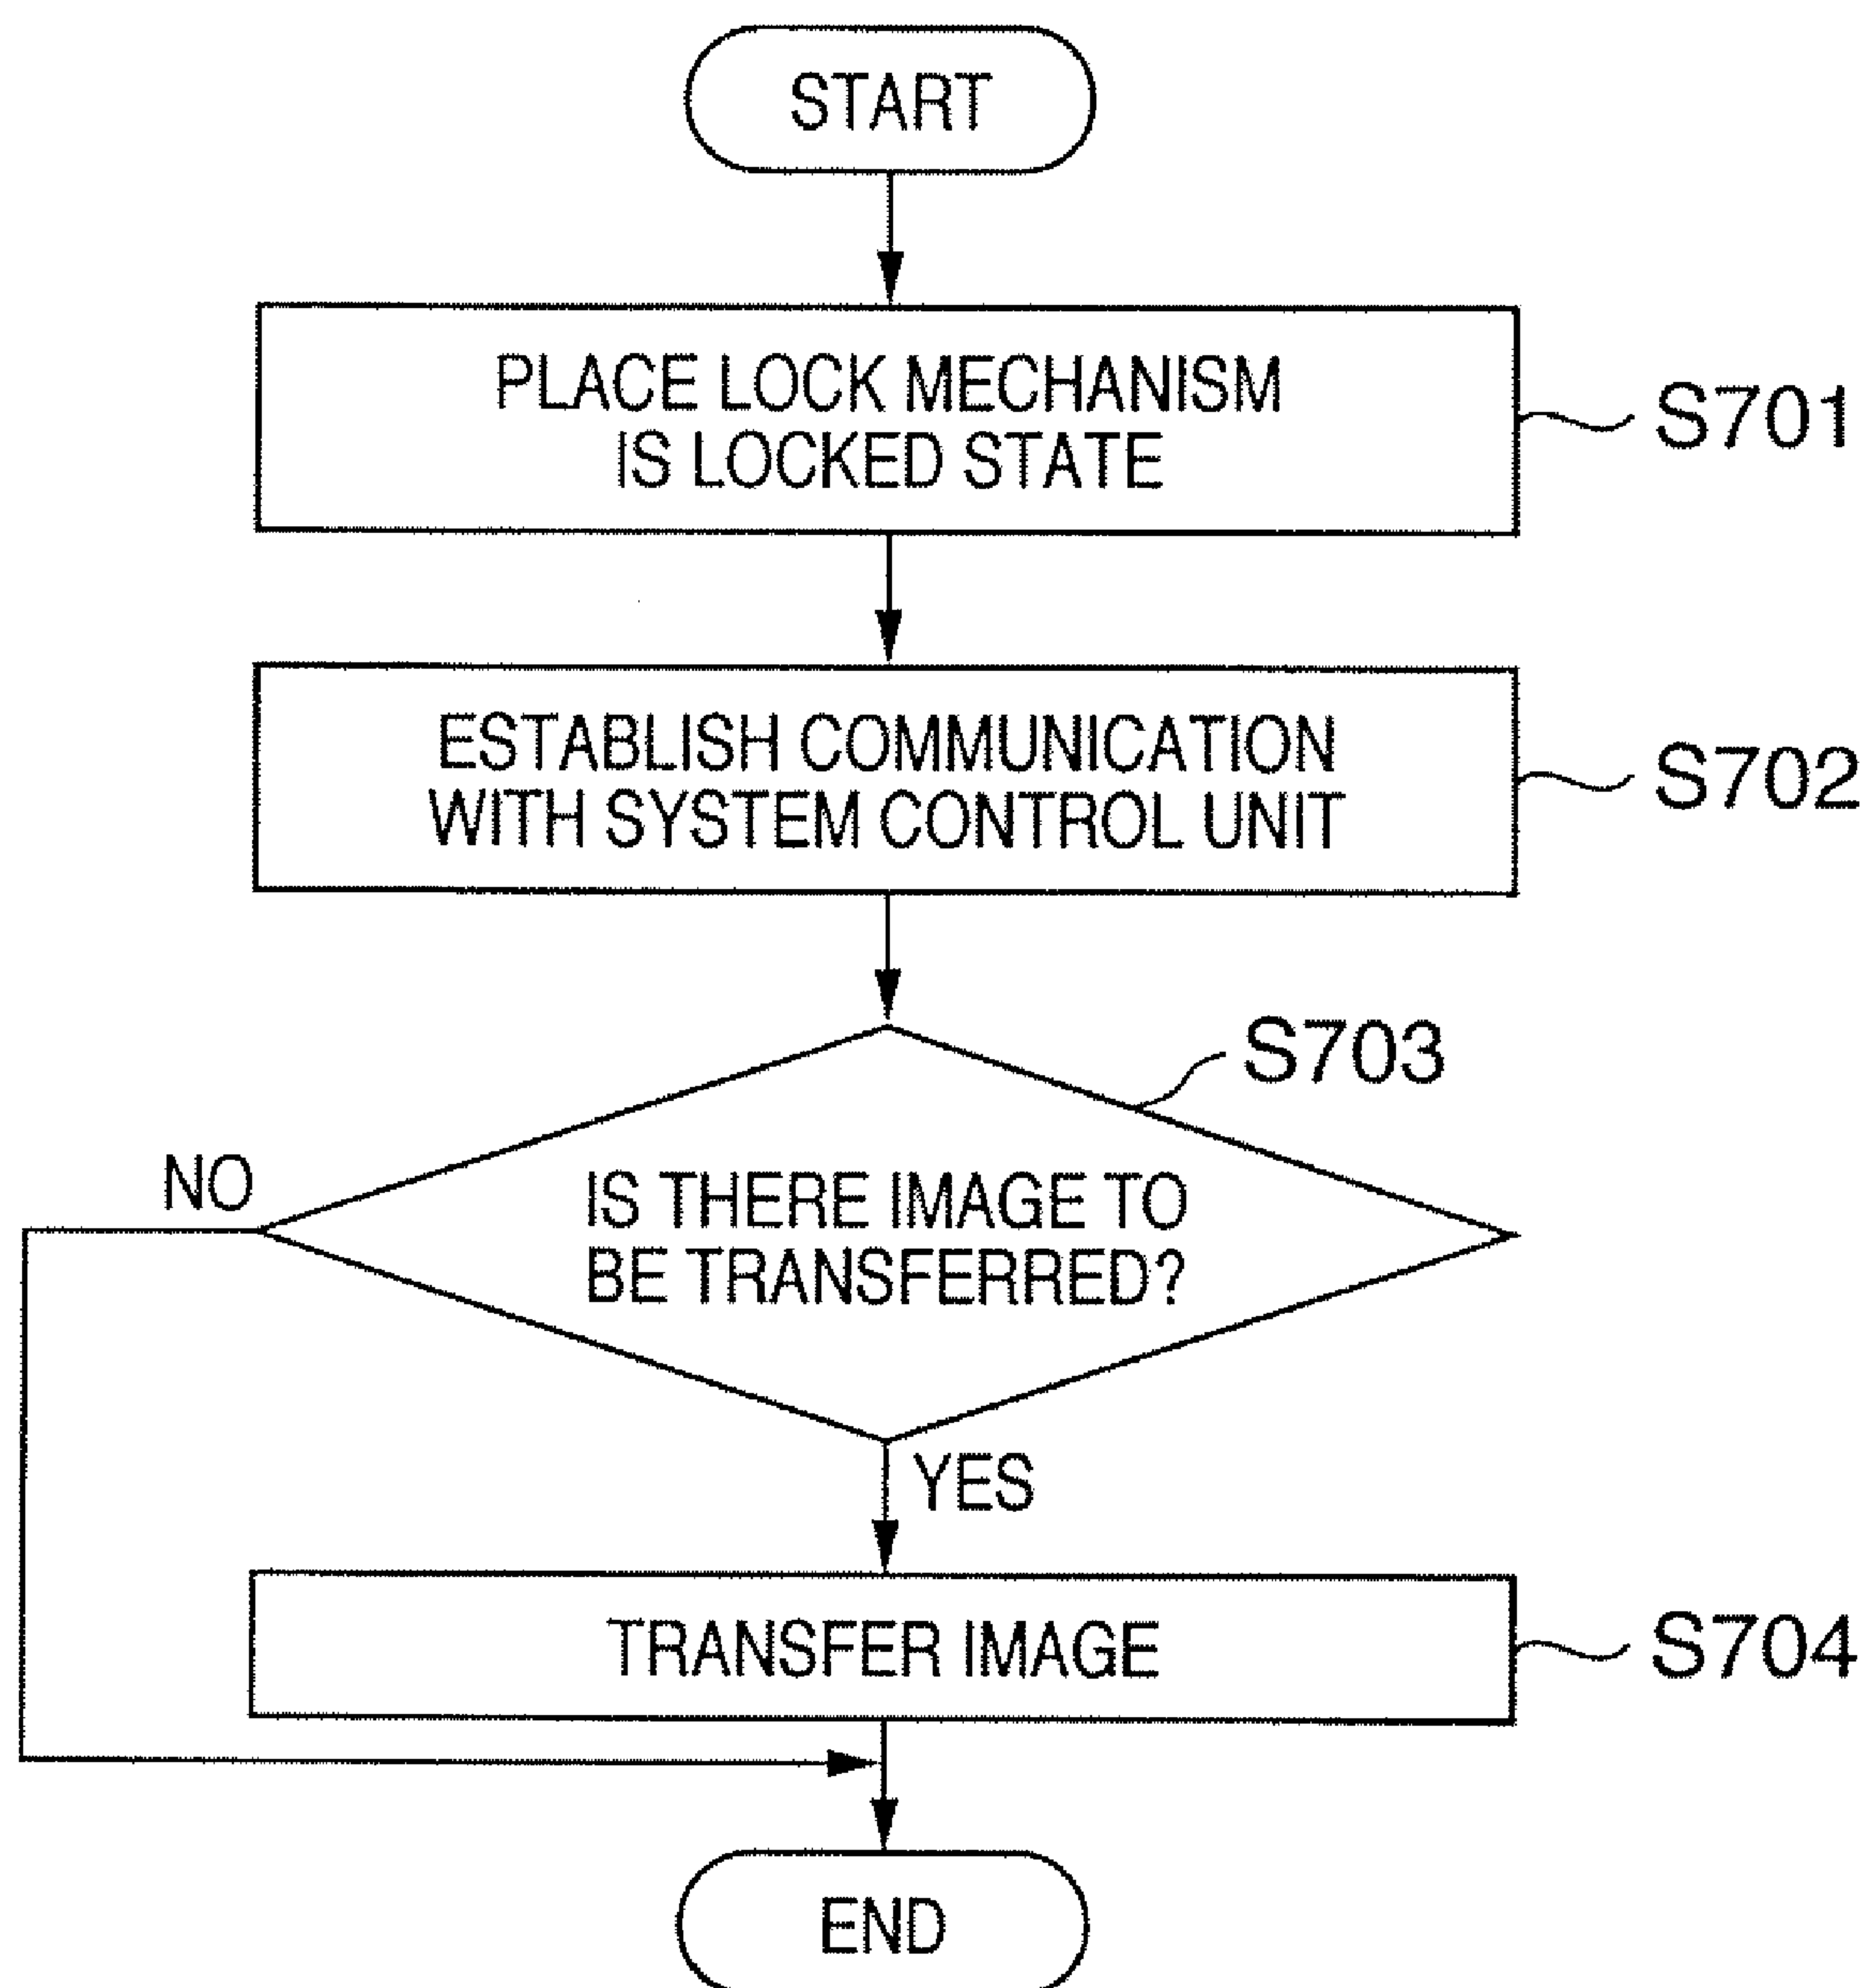 START
PLACE LOCK MECHANISM
IS LOCKED STATE
S701
ESTABLISH COMMUNICATION
WITH SYSTEM CONTROL UNIT
S702
S703
NO
IS THERE IMAGE TO
BE TRANSFERRED?
YES
TRANSFER IMAGE
S704
END